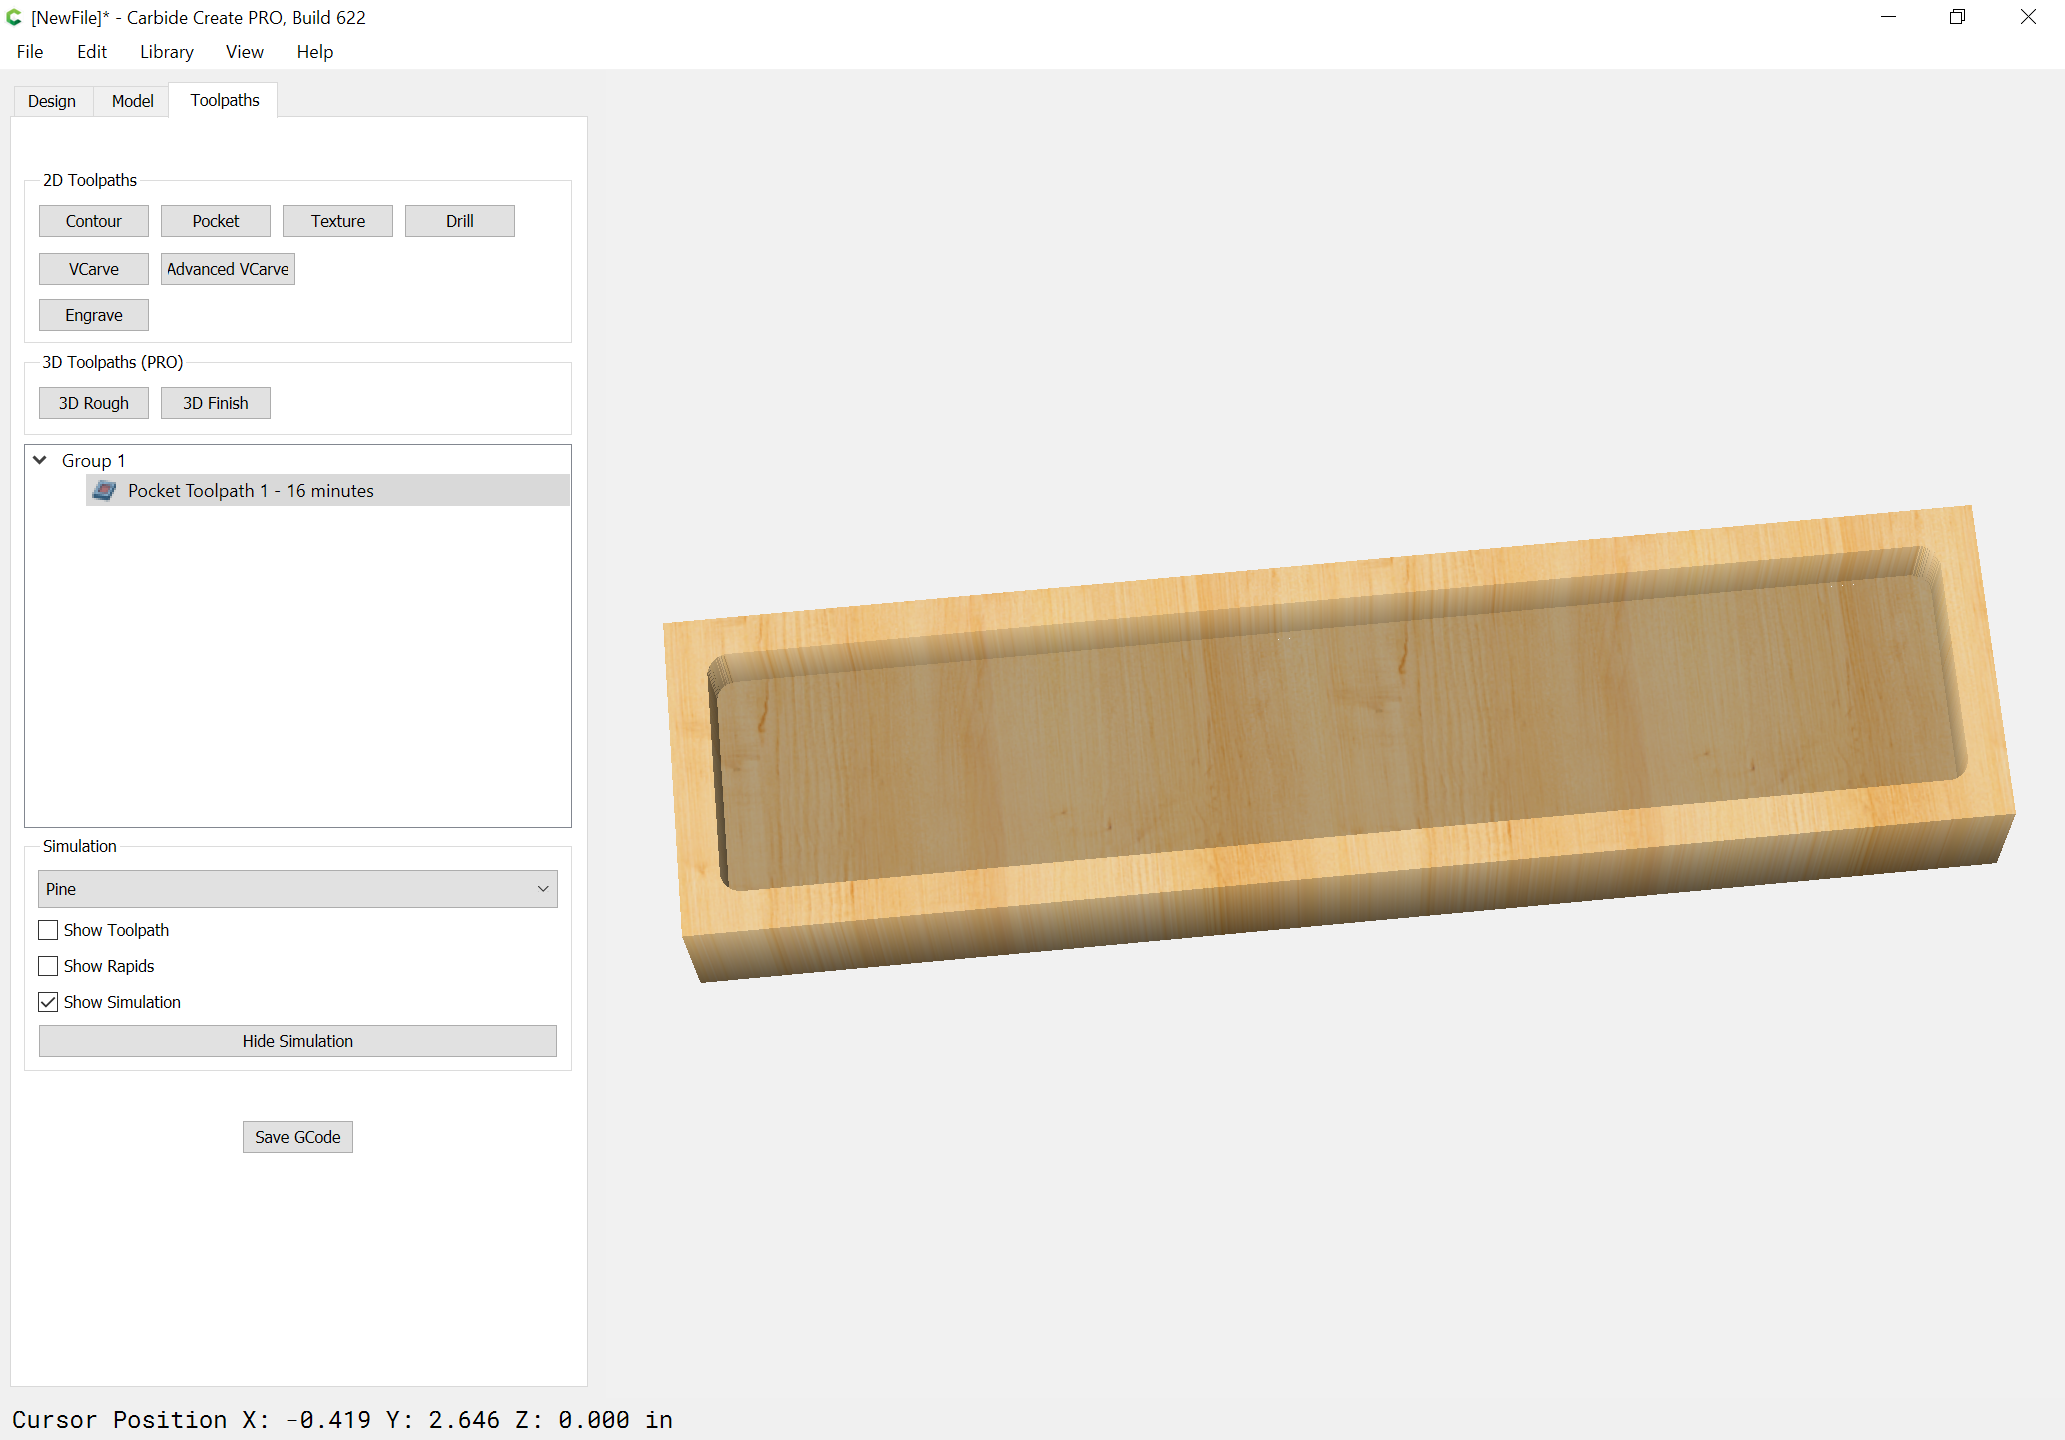 [NewFile]* - Carbide Create PRO, Build 622
File Edit Library View Help
Design Model Toolpaths
2D Toolpaths
Contour Pocket Texture Drill
VCarve Advanced VCarve
Engrave
3D Toolpaths (PRO)
3D Rough 3D Finish
Group 1
Pocket Toolpath 1 - 16 minutes
Simulation
Pine
Show Toolpath
Show Rapids
Show Simulation
Hide Simulation
Save GCode
Cursor Position X: -0.419 Y: 2.646 Z: 0.000 in